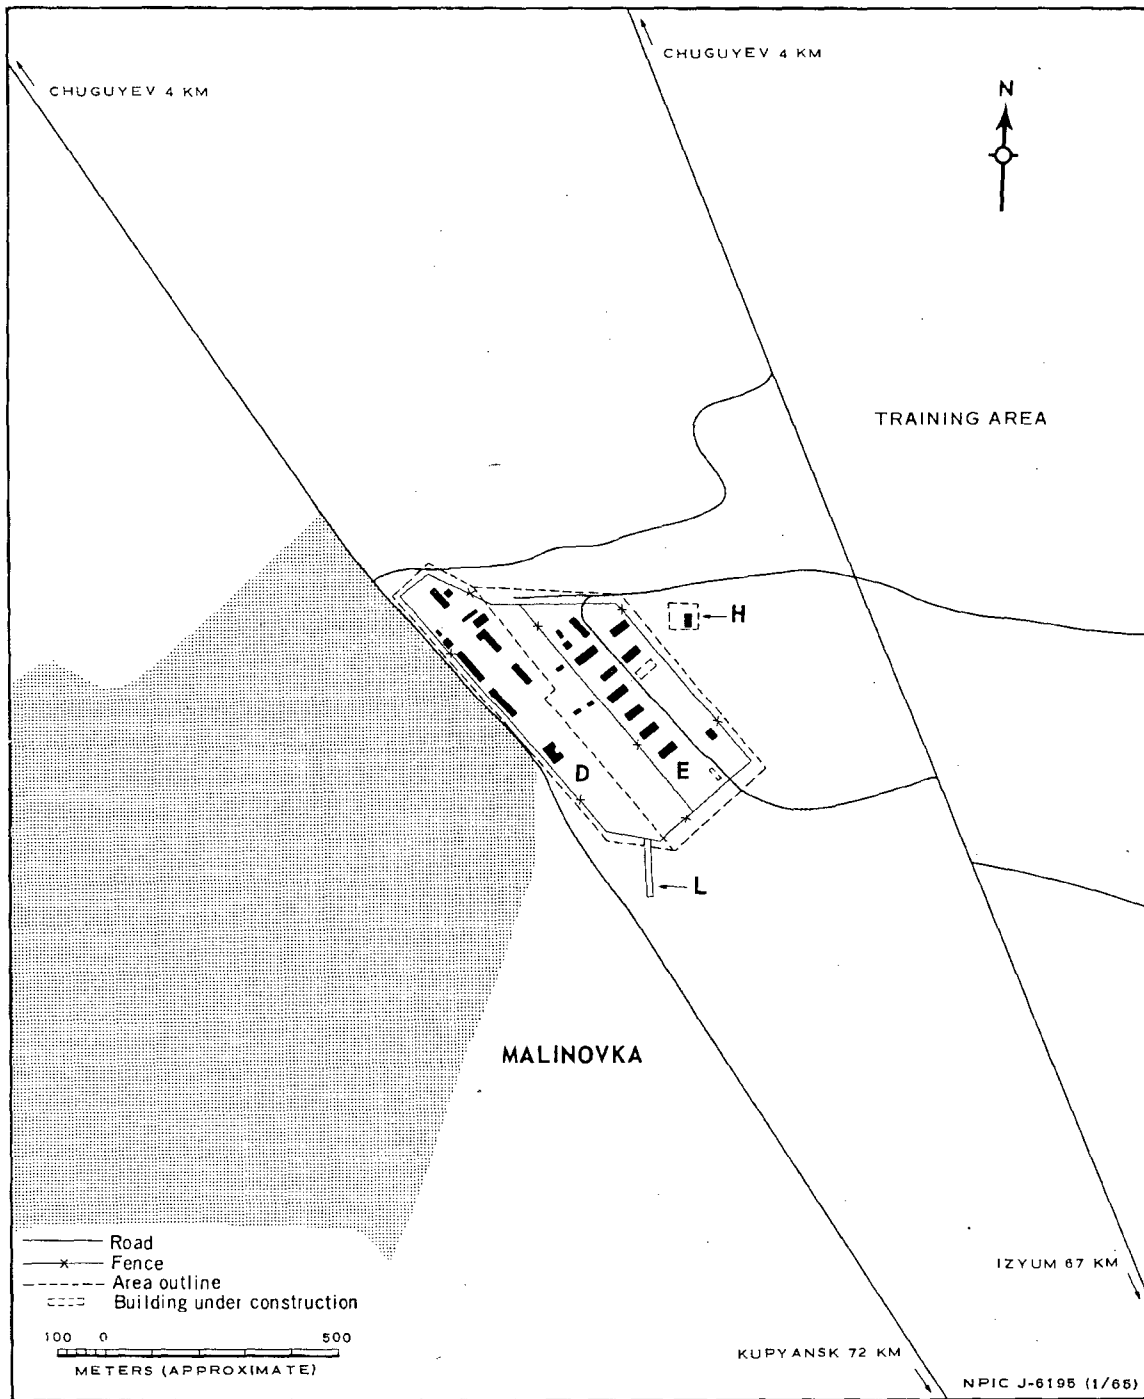 CHUGUYEV 4 KM
CHUGUYEV 4 KM
N
TRAINING AREA
H
D
E
L
MALINOVKA
Road
Fence
Area outline
Building under construction
100 0 500
METERS (APPROXIMATE)
IZYUM 67 KM
KUPYANSK 72 KM
NPIC J-6195 (1/65)